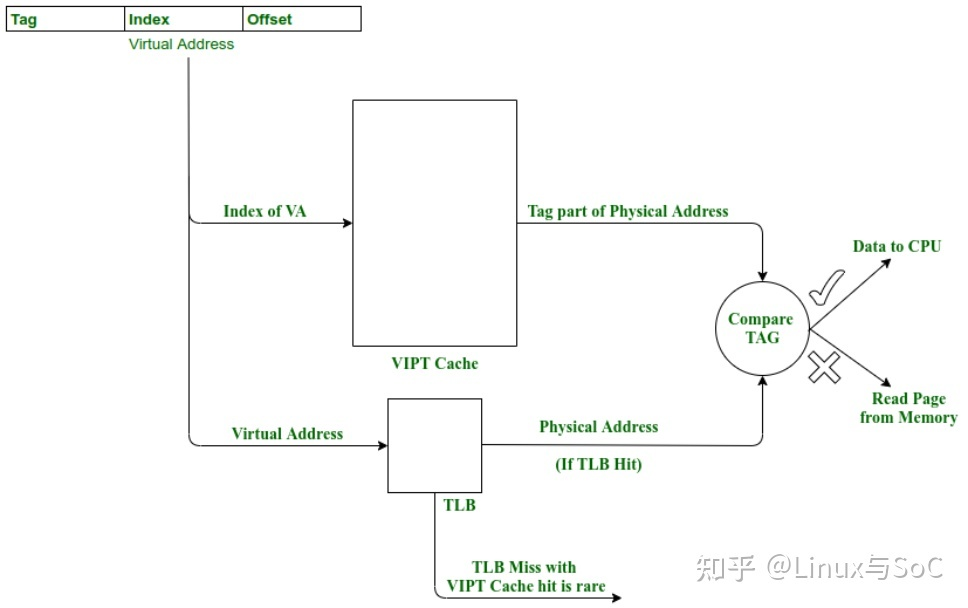 Tag
Index
Offset
Virtual Address
Index of VA
Tag part of Physical Address
Data to CPU
Compare
TAG
VIPT Cache
Read Page
from Memory
Virtual Address
Physical Address
(If TLB Hit)
TLB
TLB Miss with
VIPT Cache hit is rare
知乎 @Linux与SoC